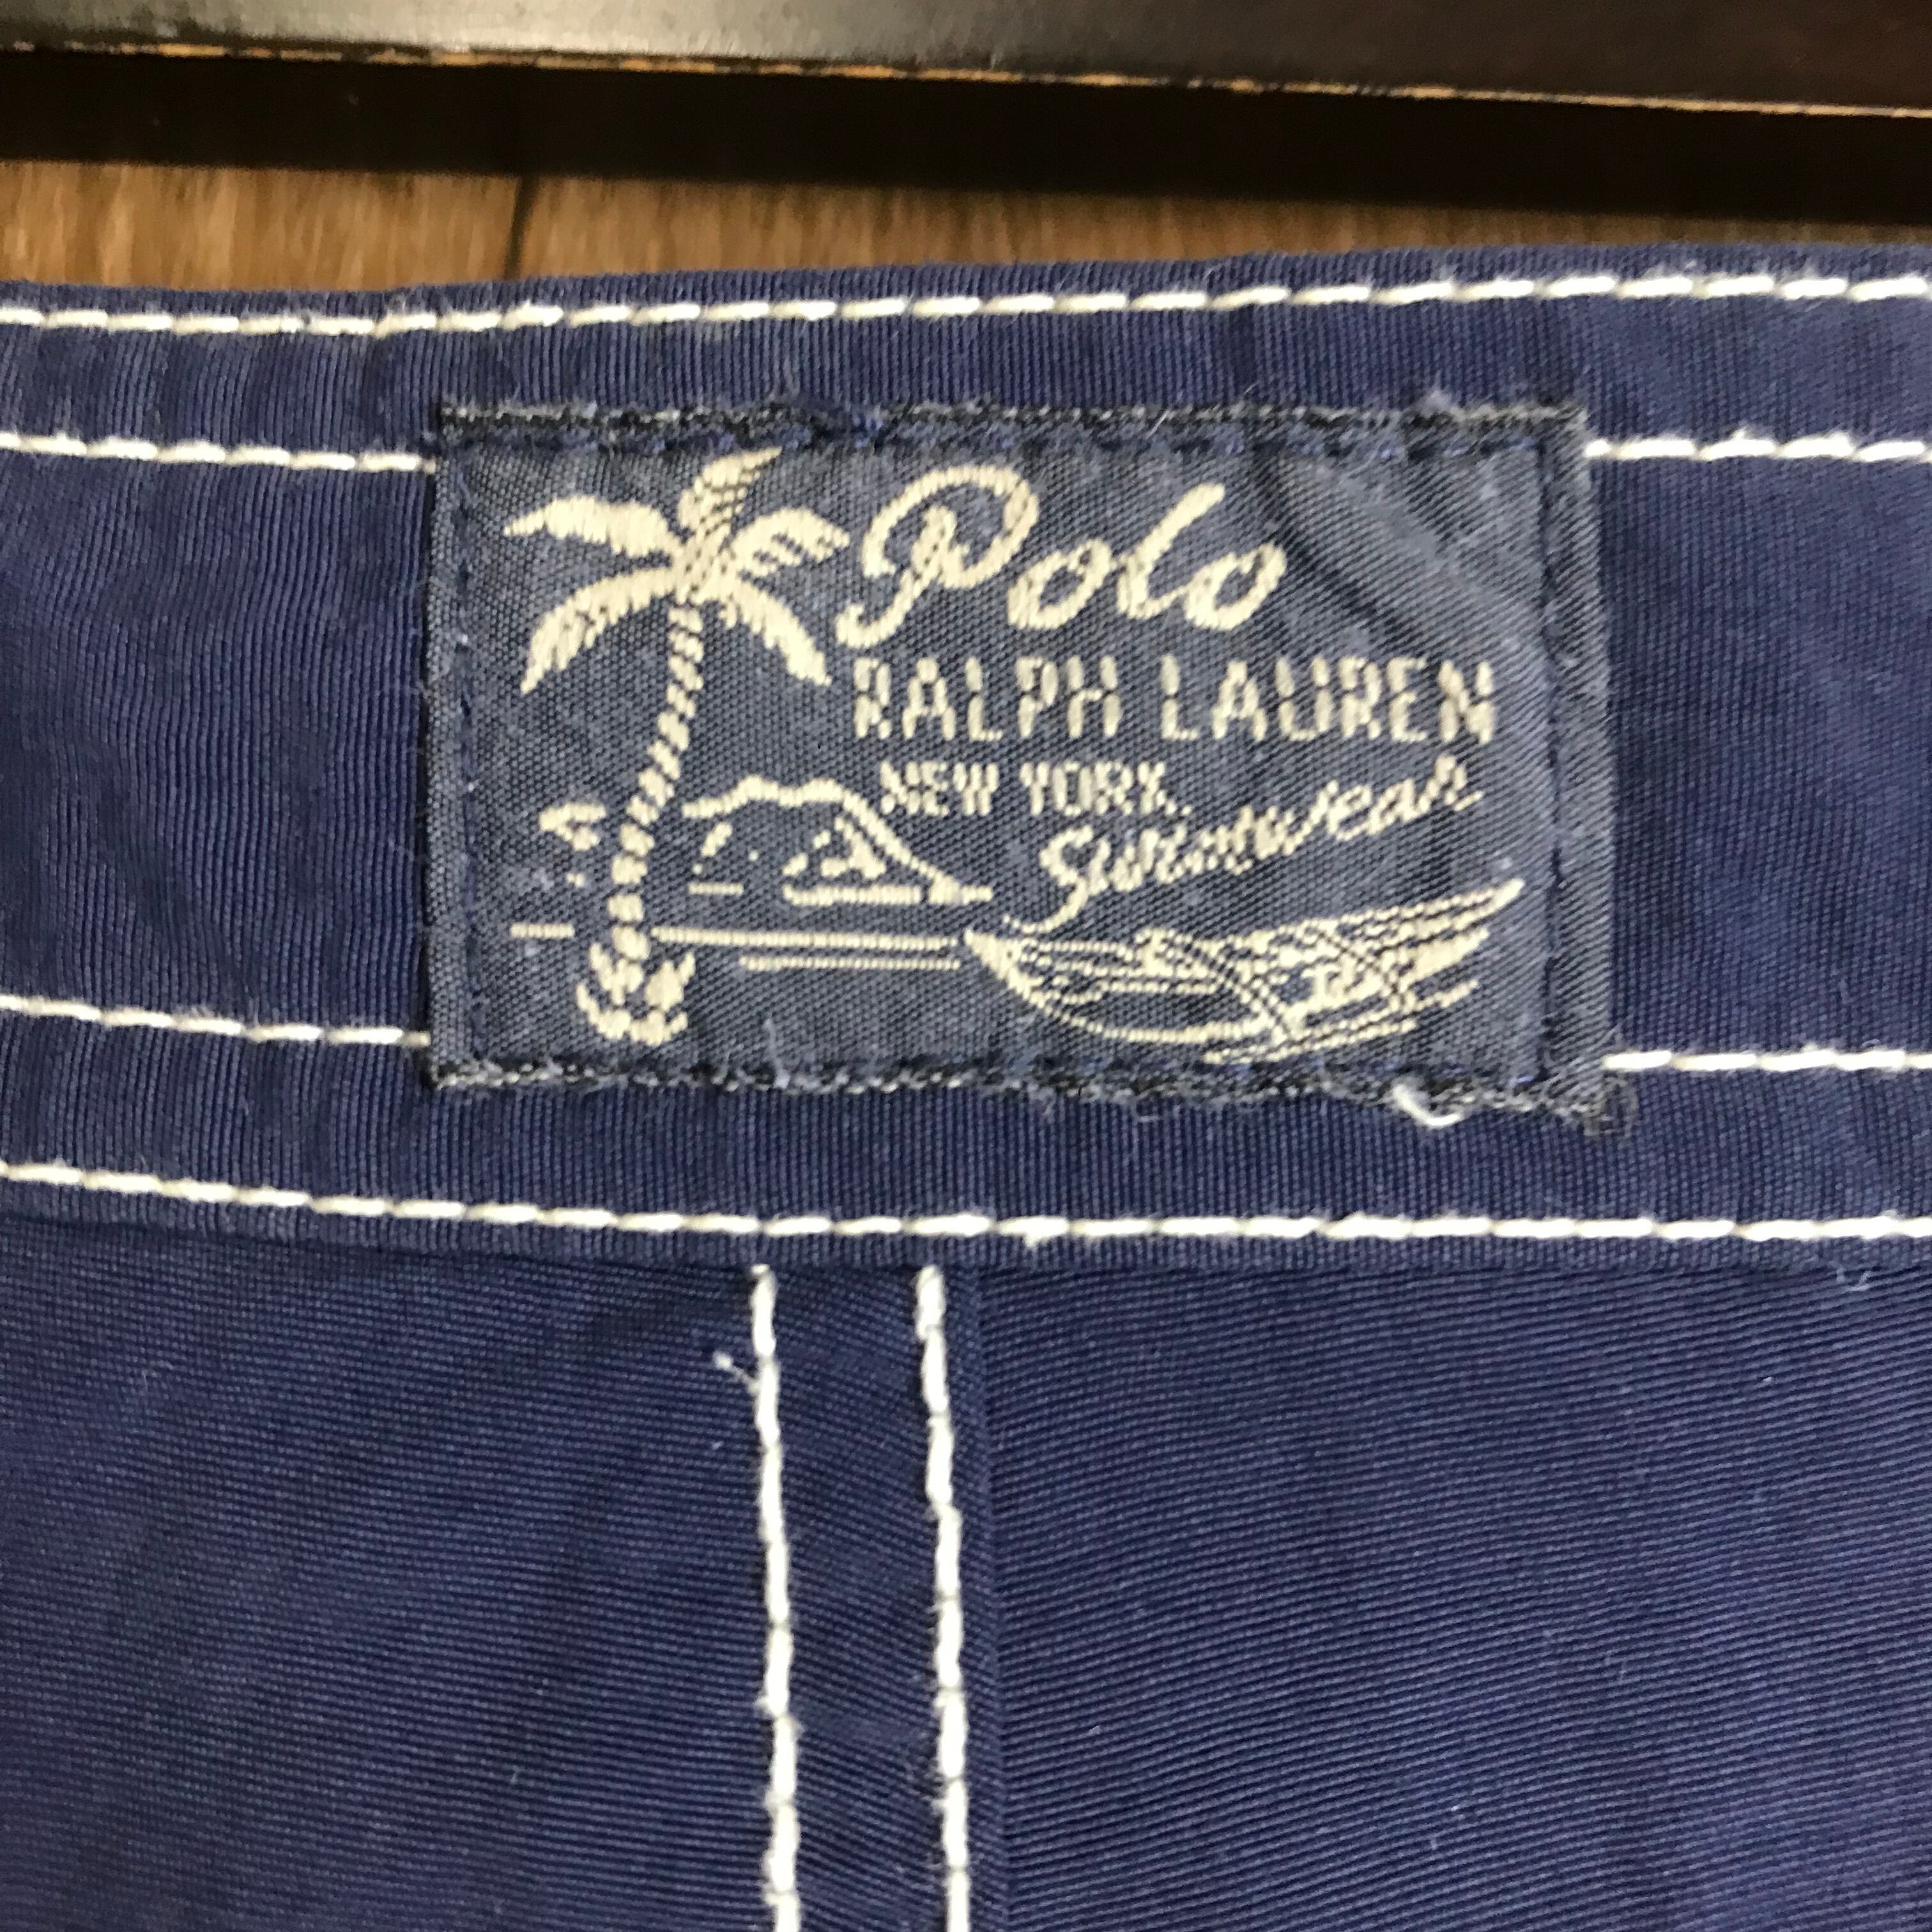 Polo
RALPH LAUREN
NEW YORK.
Swimwear